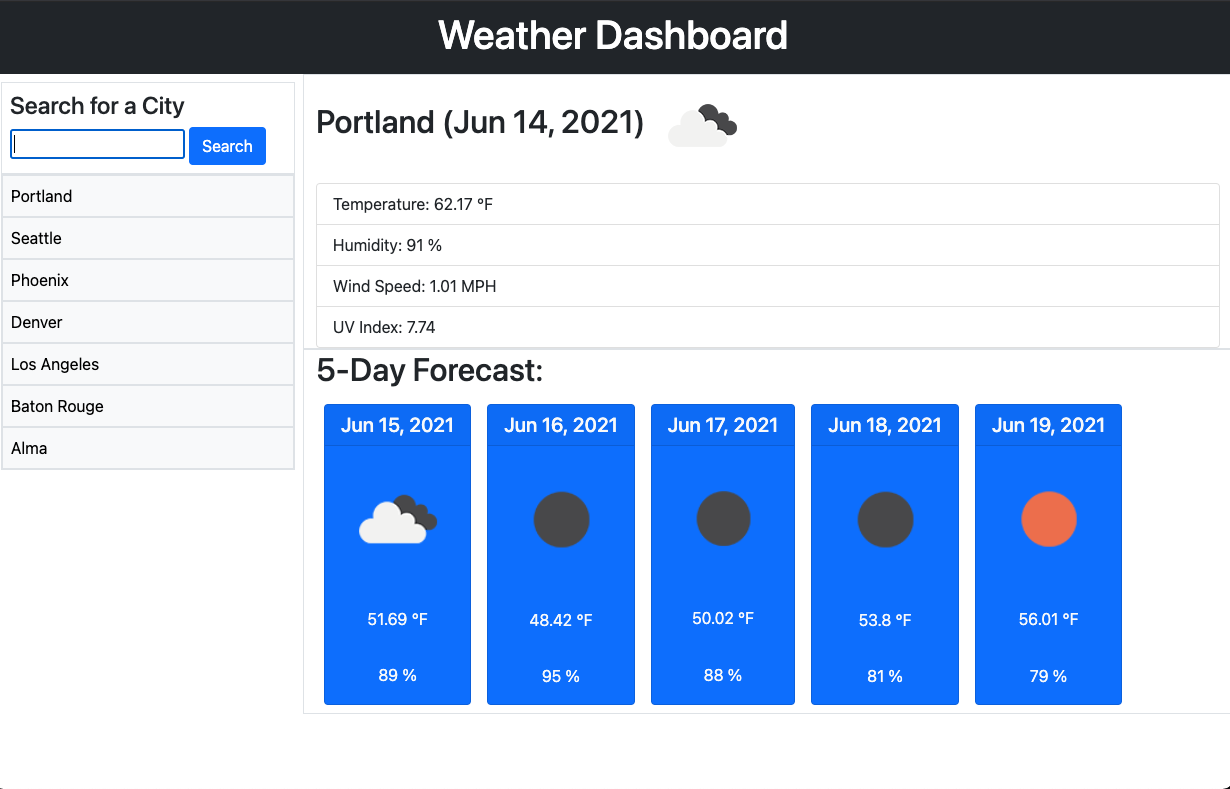 Weather Dashboard
Search for a City
Search
Portland
Seattle
Phoenix
Denver
Los Angeles
Baton Rouge
Alma
Portland (Jun 14, 2021)
Temperature: 62.17 °F
Humidity: 91 %
Wind Speed: 1.01 MPH
UV Index: 7.74
5-Day Forecast:
Jun 15, 2021
51.69 °F
89 %
Jun 16, 2021
48.42 °F
95 %
Jun 17, 2021
50.02 °F
88 %
Jun 18, 2021
53.8 °F
81 %
Jun 19, 2021
56.01 °F
79 %